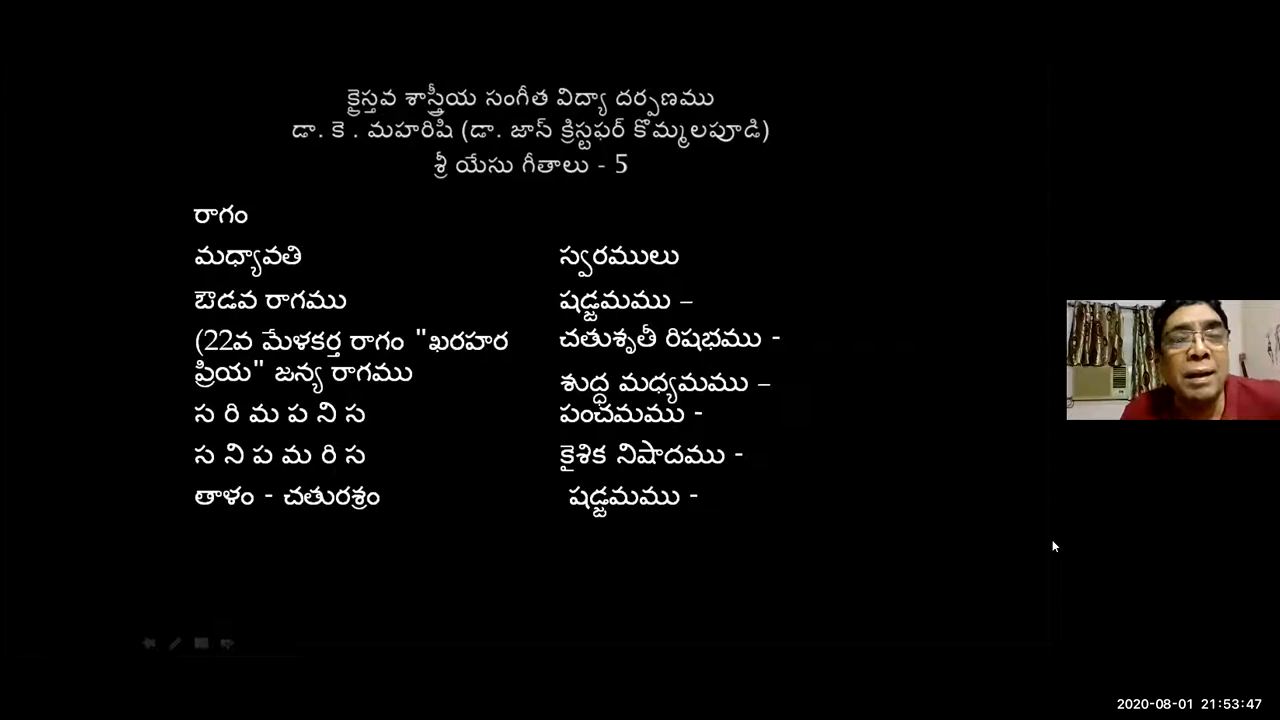 క్రైస్తవ శాస్త్రీయ సంగీత విద్యా దర్పణము
డా. కె . మహరిషి (డా. జాస్ క్రిస్టఫర్ కొమ్మలపూడి)
శ్రీ యేసు గీతాలు - 5
రాగం
మధ్యావతి
ఔడవ రాగము
(22వ మేళకర్త రాగం "ఖరహర
ప్రియ" జన్య రాగము
స రి మ ప ని స
స ని ప మ రి స
తాళం - చతురశ్రం
స్వరములు
షడ్జమము –
చతుశృతీ రిషభము -
శుద్ధ మధ్యమము –
పంచమము -
కైశిక నిషాదము -
షడ్జమము -
2020-08-01 21:53:47